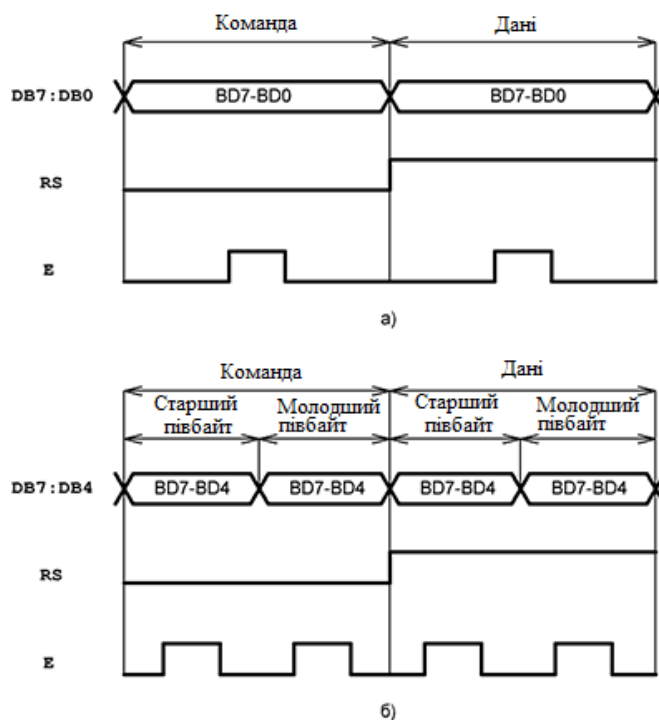 Команда Дані
DB7:DB0 BD7-BD0 BD7-BD0
RS
E
а)
Команда Дані
Старший півбайт Молодший півбайт Старший півбайт Молодший півбайт
DB7:DB4 BD7-BD4 BD7-BD4 BD7-BD4 BD7-BD4
RS
E
б)